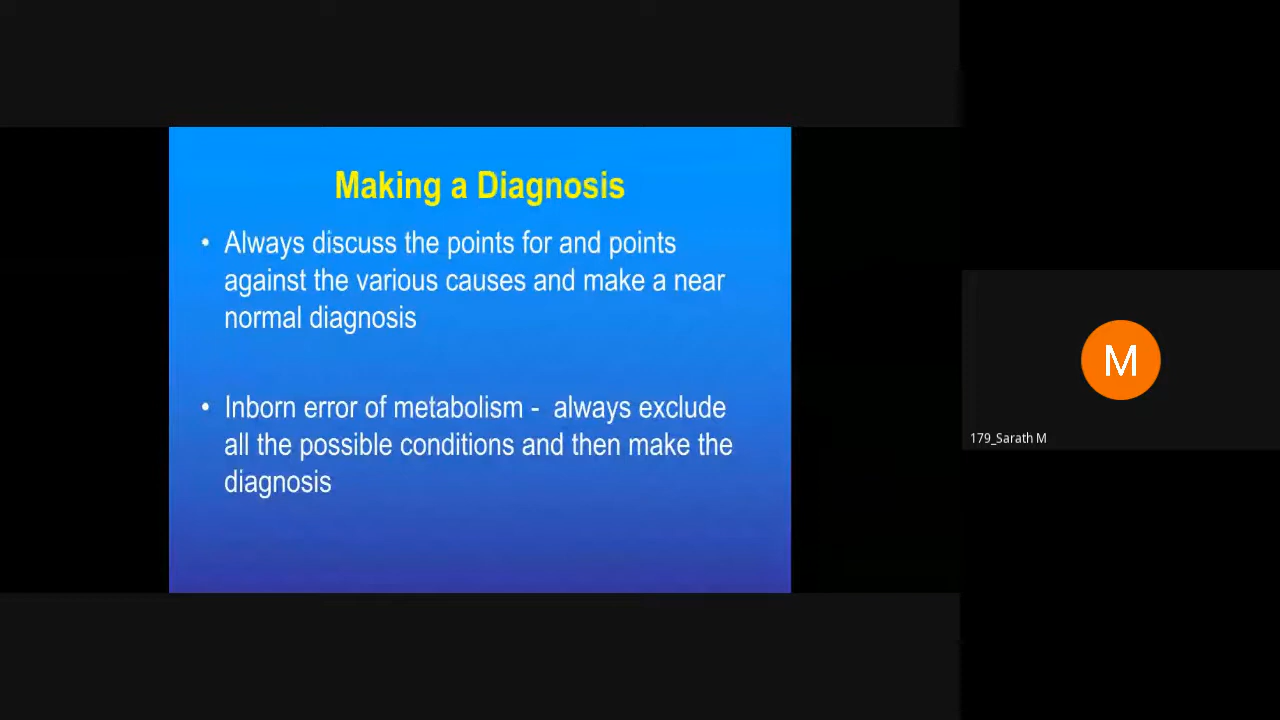 Making a Diagnosis
• Always discuss the points for and points
against the various causes and make a near
normal diagnosis
• Inborn error of metabolism - always exclude
all the possible conditions and then make the
diagnosis
M
179_Sarath M